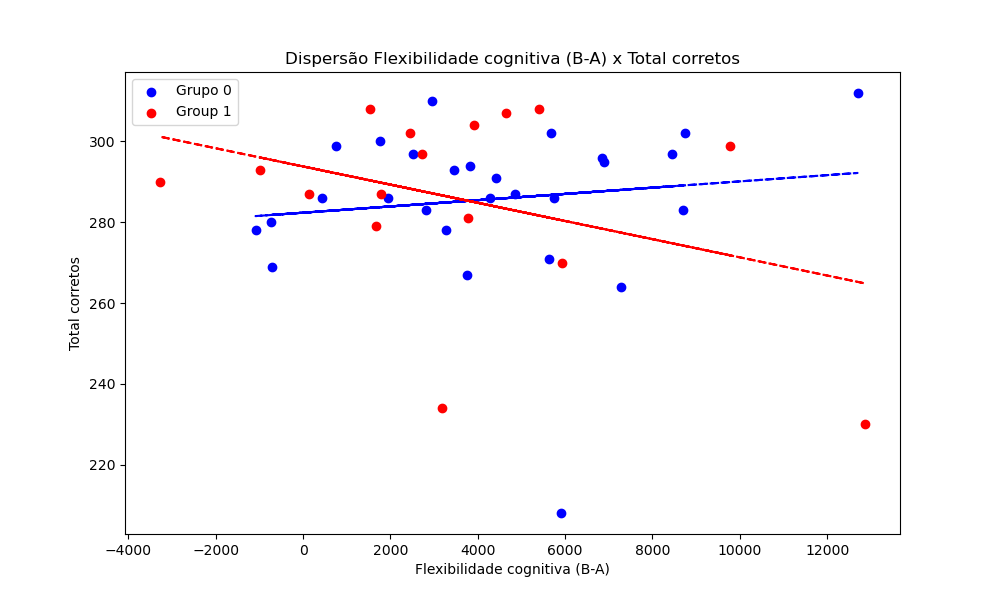 Dispersão Flexibilidade cognitiva (B-A) x Total corretos
Grupo 0
Group 1
Total corretos
300
280
260
240
220
−4000
−2000
0
2000
4000
6000
8000
10000
12000
Flexibilidade cognitiva (B-A)